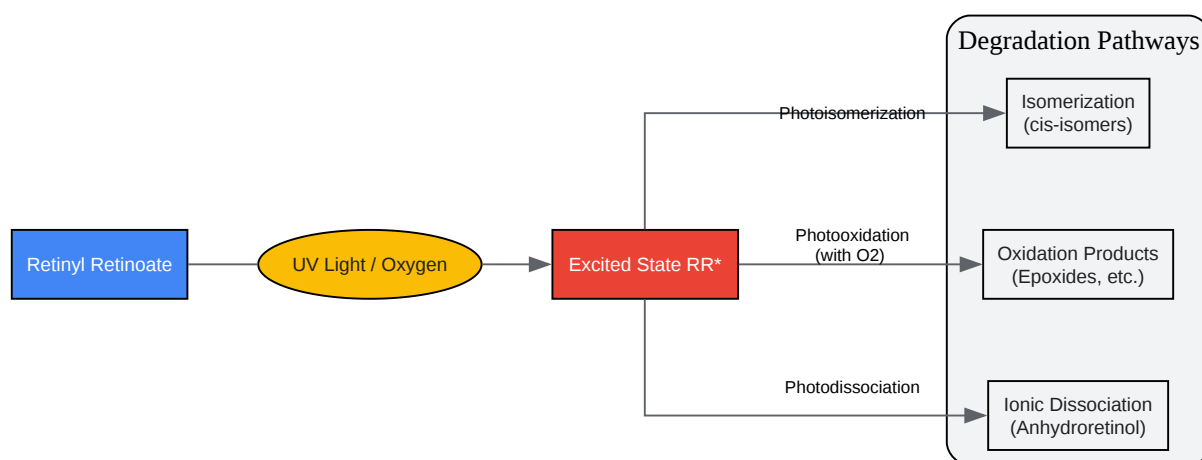 Degradation Pathways
Photoisomerization
Isomerization
(cis-isomers)
Retinyl Retinoate
UV Light / Oxygen
Excited State RR*
Photooxidation
(with O2)
Oxidation Products
(Epoxides, etc.)
Photodissociation
Ionic Dissociation
(Anhydroretinol)